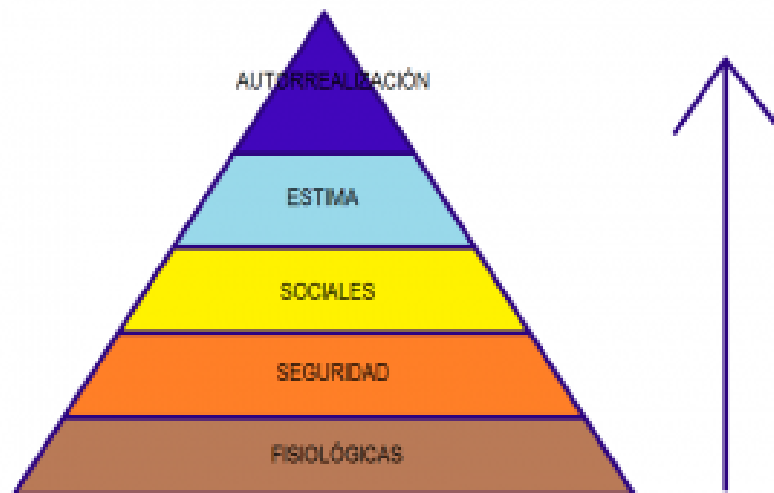 AUTORREALIZACIÓN
ESTIMA
SOCIALES
SEGURIDAD
FISIOLÓGICAS